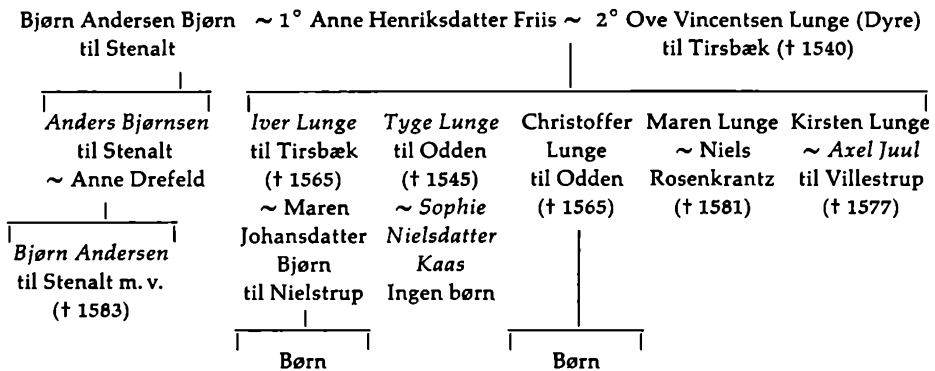 Bjørn Andersen Bjørn ~ 1° Anne Henriksdatter Friis ~ 2° Ove Vincentsen Lunge (Dyre)
til Stenalt til Tirsbæk († 1540)
Anders Bjørnsen Iver Lunge Tyge Lunge Christoffer Maren Lunge Kirsten Lunge
til Stenalt til Tirsbæk til Odden Lunge ~ Niels ~ Axel Juul
~ Anne Drefeld († 1565) († 1545) til Odden Rosenkrantz til Villestrup
~ Maren ~ Sophie († 1565) († 1581) († 1577)
Johansdatter Nielsdatter
Bjørn Andersen Bjørn Kaas
til Stenalt m. v. til Nielstrup Ingen børn
(† 1583)
Børn Børn